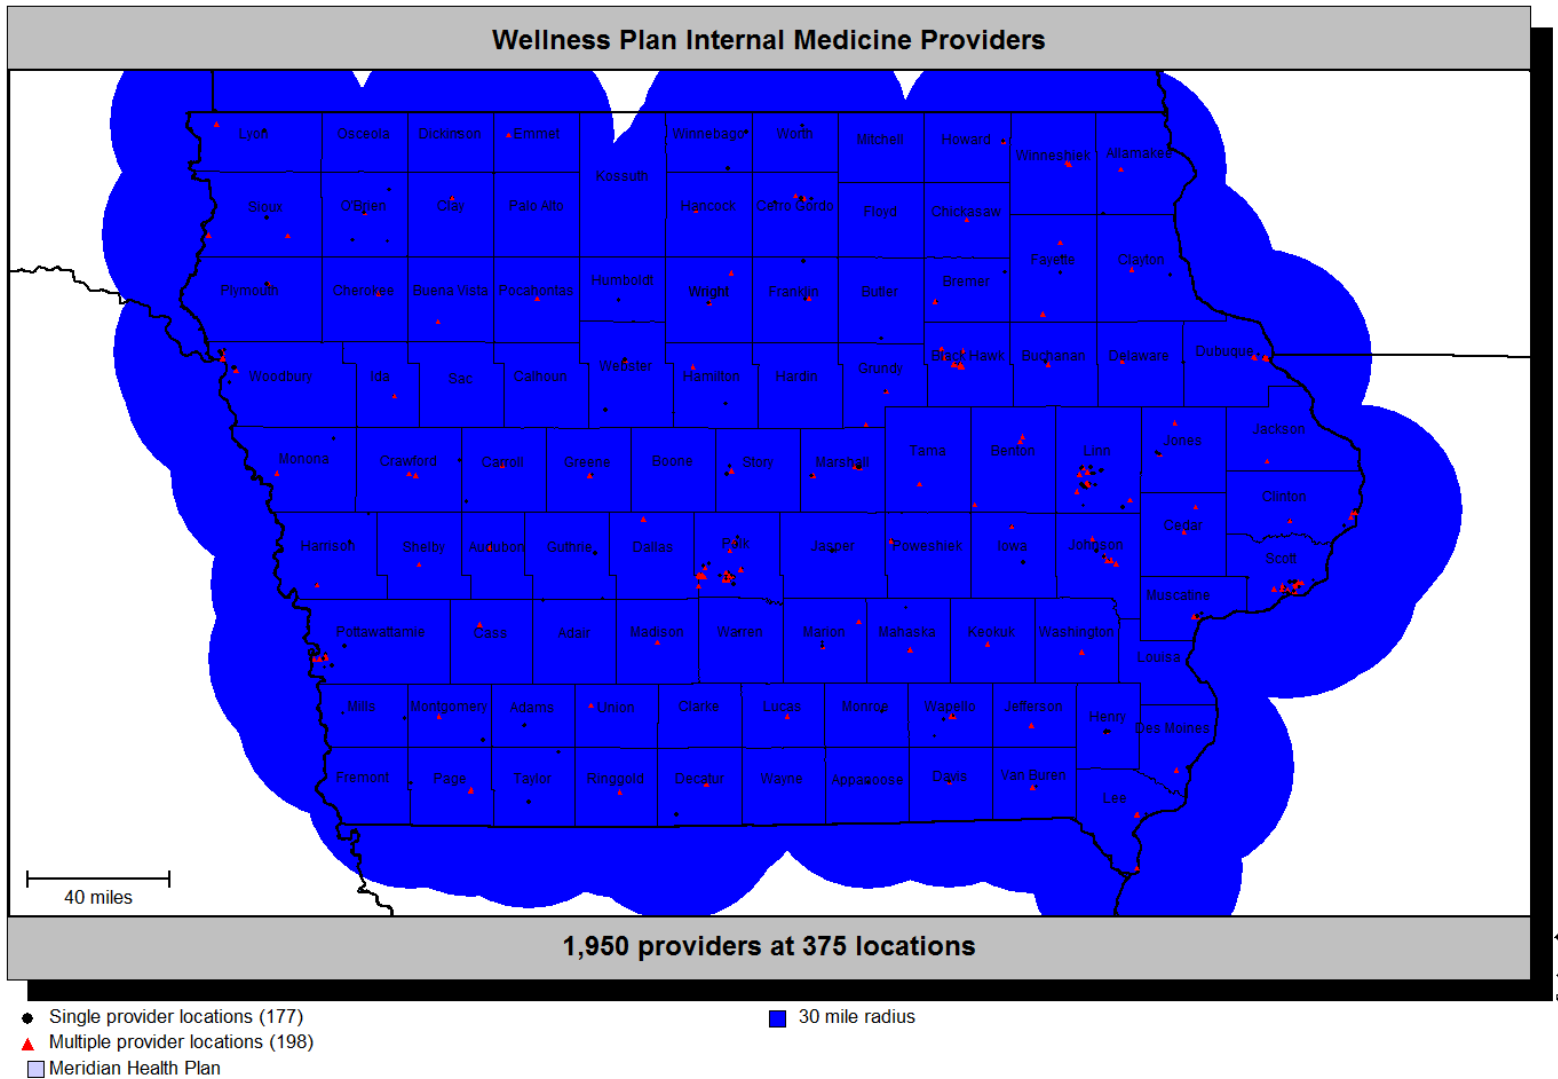 Wellness Plan Internal Medicine Providers
Lyon Osceola Dickinson Emmet Winnebago Worth Mitchell Howard Winneshiek Allamakee
Kossuth
Sioux O'Brien Clay Palo Alto Hancock Cerro Gordo Floyd Chickasaw
Plymouth Cherokee Buena Vista Pocahontas Humboldt Wright Franklin Butler Bremer Fayette Clayton
Woodbury Ida Sac Calhoun Webster Hamilton Hardin Grundy Black Hawk Buchanan Delaware Dubuque
Monona Crawford Carroll Greene Boone Story Marshall Tama Benton Linn Jones Jackson
Clinton
Harrison Shelby Audubon Guthrie Dallas Polk Jasper Poweshiek Iowa Johnson Cedar Scott
Muscatine
Pottawattamie Cass Adair Madison Warren Marion Mahaska Keokuk Washington
Louisa
Mills Montgomery Adams Union Clarke Lucas Monroe Wapello Jefferson Henry Des Moines
Fremont Page Taylor Ringgold Decatur Wayne Appanoose Davis Van Buren Lee
40 miles
1,950 providers at 375 locations
Single provider locations (177)
30 mile radius
Multiple provider locations (198)
Meridian Health Plan